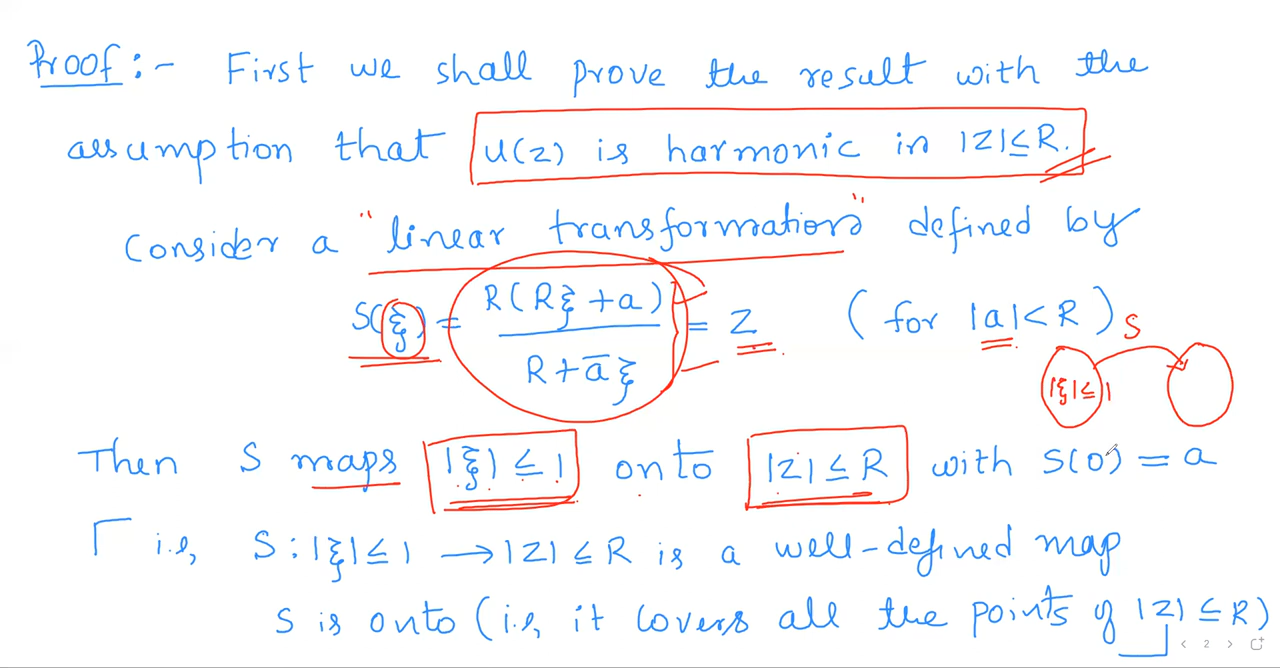 Proof :- First we shall prove the result with the
assumption that u(z) is harmonic in |z| ≤ R.
Consider a "linear transformation" defined by
S(ξ) = R(Rξ + a) / R + āξ = z (for |a| < R)
S
|ξ| ≤ 1
Then S maps |ξ| ≤ 1 onto |z| ≤ R with S(0) = a
Γ i.e, S : |ξ| ≤ 1 → |z| ≤ R is a well-defined map
S is onto (i.e, it covers all the points of |z| ≤ R)
< 2 >